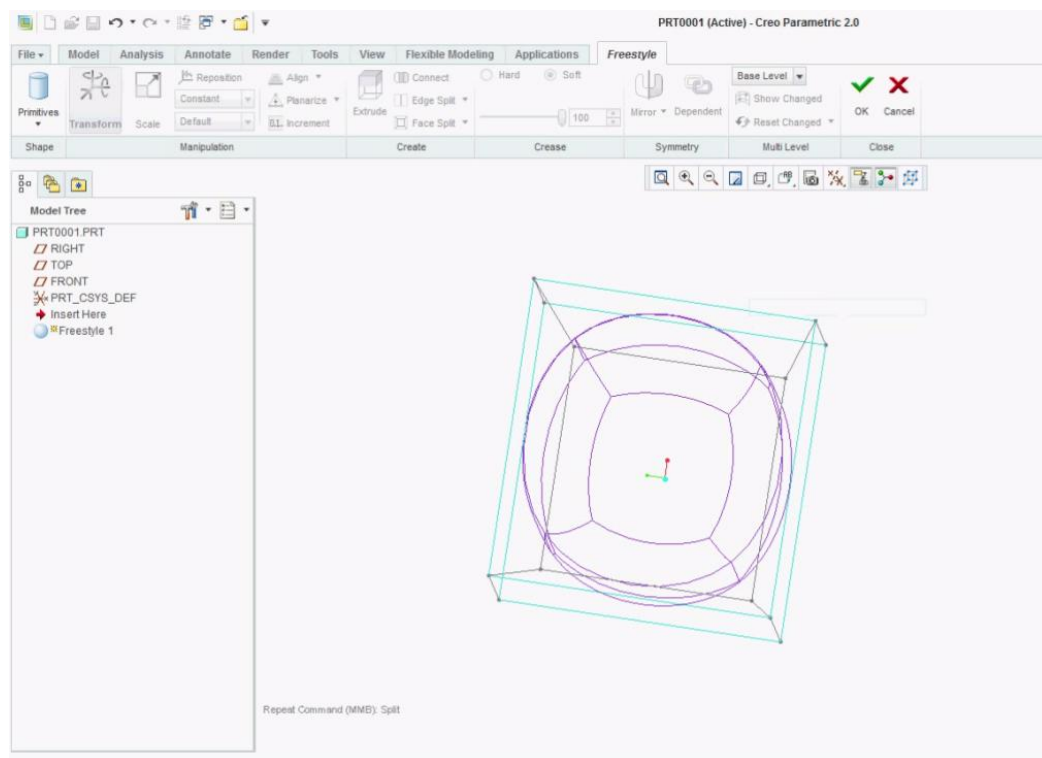 PRT0001 (Active) - Creo Parametric 2.0
File Model Analysis Annotate Render Tools View Flexible Modeling Applications Freestyle
Primitives
Transform
Scale
Reposition
Constant
Default
Align
Planarize
0.1.. Increment
Extrude
Connect
Edge Split
Face Split
Hard Soft
100
Mirror
Dependent
Base Level
Show Changed
Reset Changed
OK Cancel
Shape Manipulation Create Crease Symmetry Multi Level Close
Model Tree
PRT0001.PRT
RIGHT
TOP
FRONT
PRT_CSYS_DEF
Insert Here
Freestyle 1
Repeat Command (MMB): Split